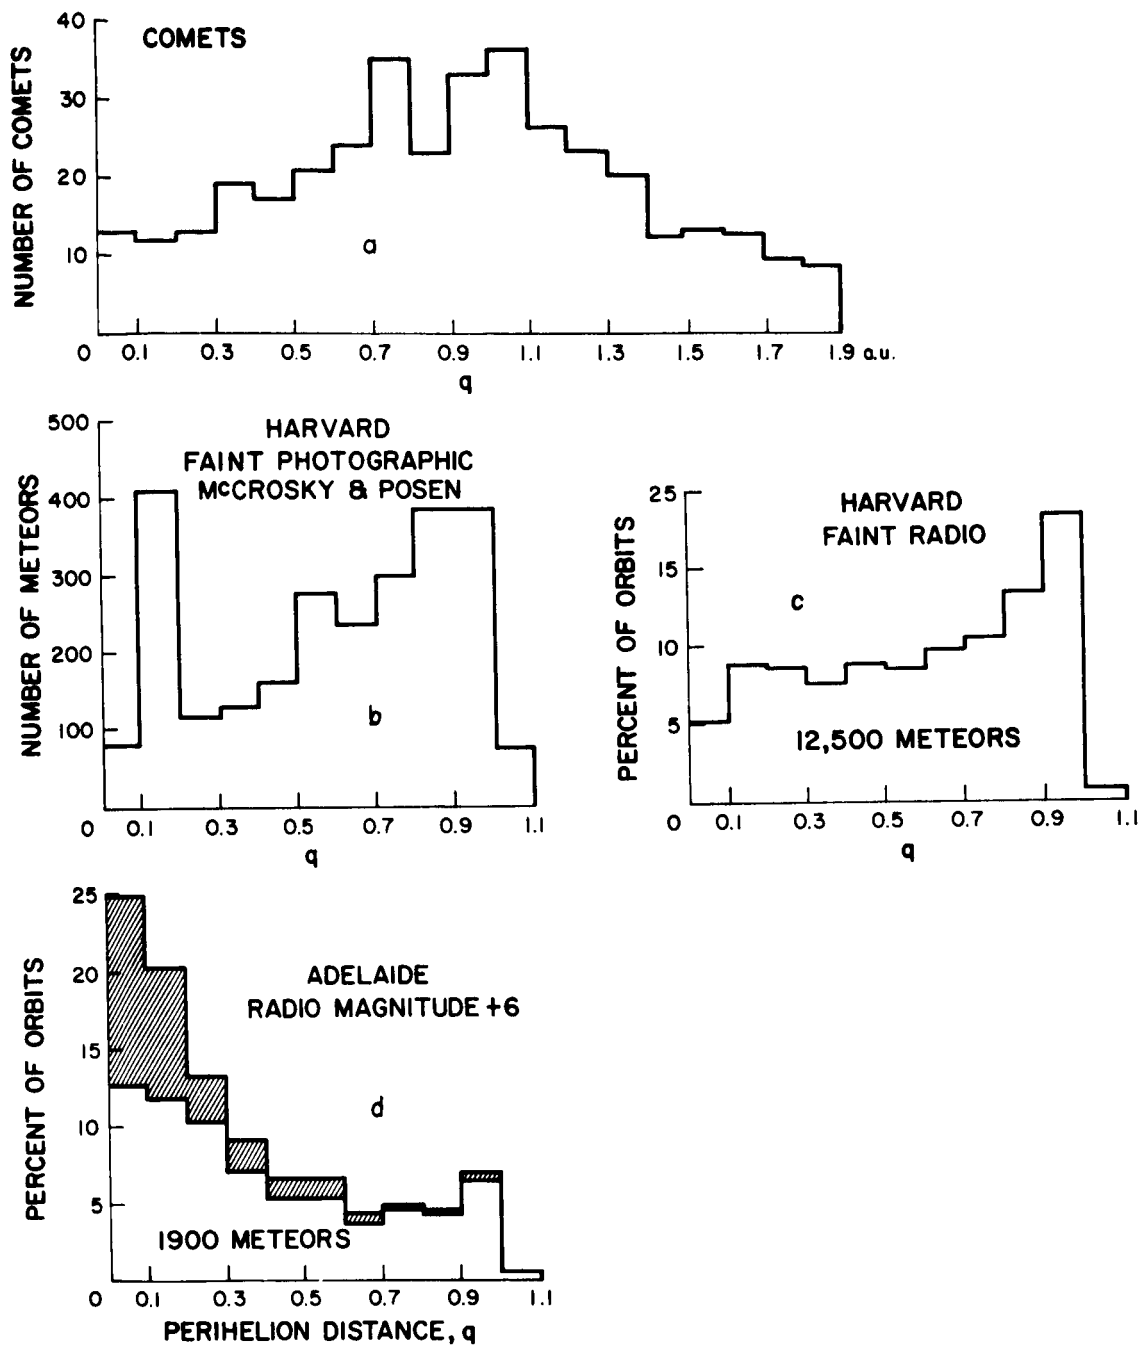 COMETS
NUMBER OF COMETS
40
30
20
10
a
0 0.1 0.3 0.5 0.7 0.9 1.1 1.3 1.5 1.7 1.9 a.u.
q
HARVARD
FAINT PHOTOGRAPHIC
McCROSKY & POSEN
NUMBER OF METEORS
500
400
300
200
100
b
0 0.1 0.3 0.5 0.7 0.9 1.1
q
HARVARD
FAINT RADIO
PERCENT OF ORBITS
25
15
10
5
c
12,500 METEORS
0 0.1 0.3 0.5 0.7 0.9 1.1
q
ADELAIDE
RADIO MAGNITUDE +6
PERCENT OF ORBITS
25
20
15
10
5
d
1900 METEORS
0 0.1 0.3 0.5 0.7 0.9 1.1
PERIHELION DISTANCE, q